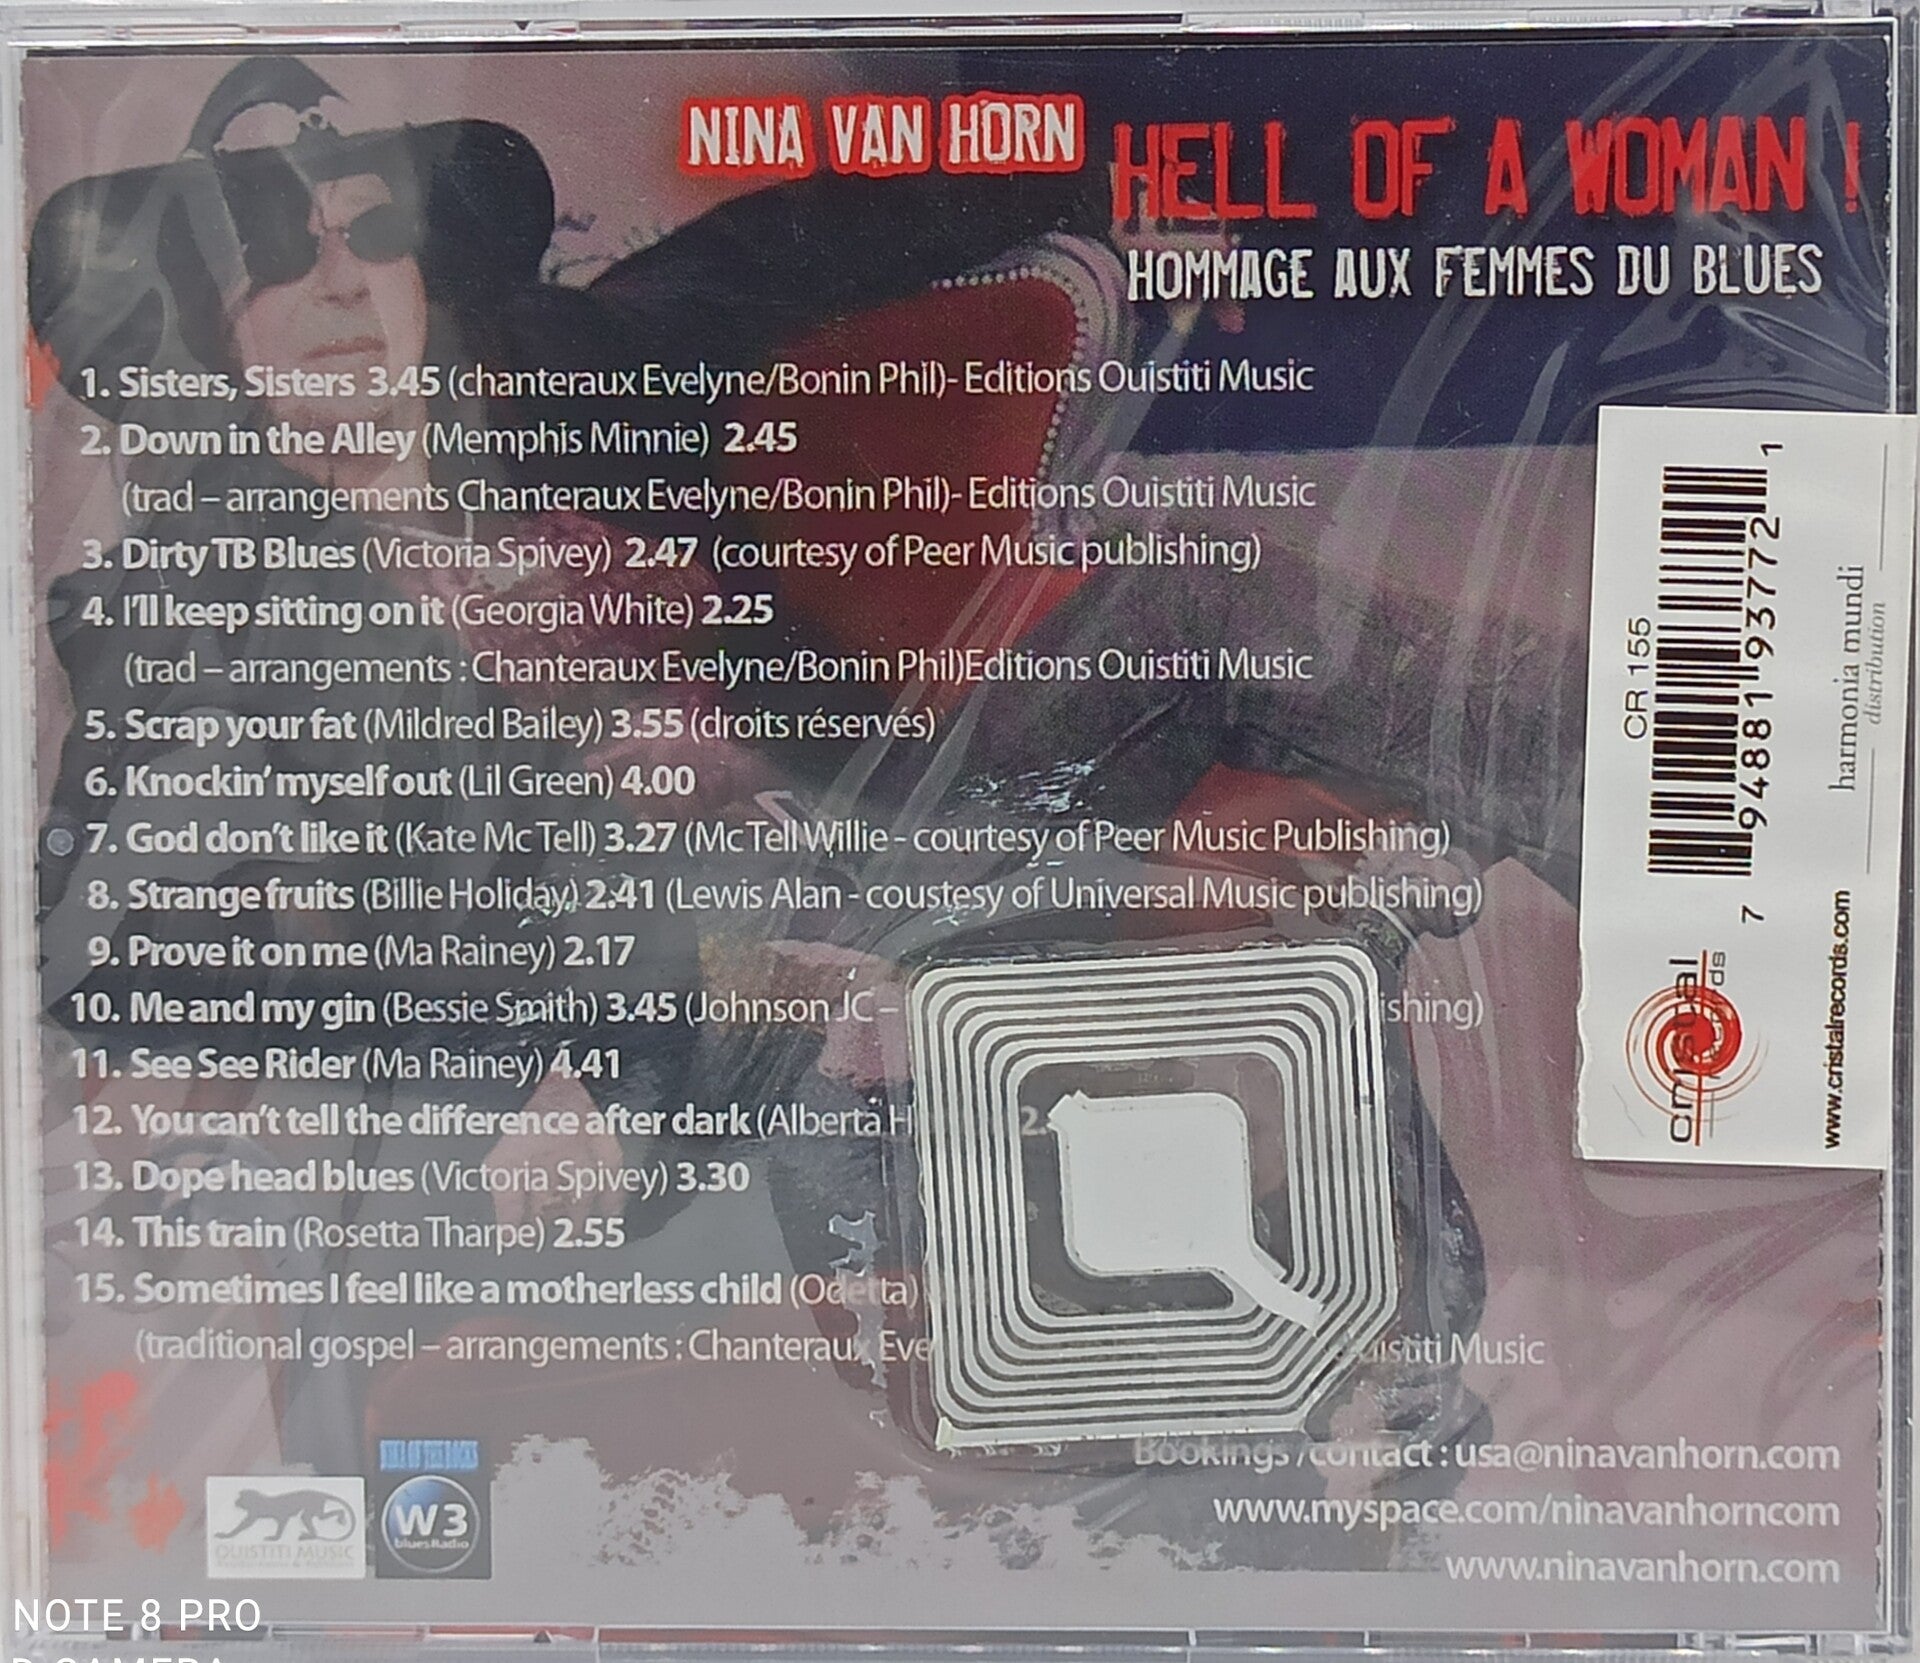 NINA VAN HORN HELL OF A WOMAN !
HOMMAGE AUX FEMMES DU BLUES
1. Sisters, Sisters 3.45 (chanteraux Evelyne/Bonin Phil)- Editions Ouistiti Music
2. Down in the Alley (Memphis Minnie) 2.45
(trad – arrangements Chanteraux Evelyne/Bonin Phil)- Editions Ouistiti Music
3. Dirty TB Blues (Victoria Spivey) 2.47 (courtesy of Peer Music publishing)
4. I'll keep sitting on it (Georgia White) 2.25
(trad – arrangements : Chanteraux Evelyne/Bonin Phil)Editions Ouistiti Music
5. Scrap your fat (Mildred Bailey) 3.55 (droits réservés)
6. Knockin' myself out (Lil Green) 4.00
7. God don't like it (Kate Mc Tell) 3.27 (Mc Tell Willie - courtesy of Peer Music Publishing)
8. Strange fruits (Billie Holiday) 2.41 (Lewis Alan - coustesy of Universal Music publishing)
9. Prove it on me (Ma Rainey) 2.17
10. Me and my gin (Bessie Smith) 3.45 (Johnson JC –
11. See See Rider (Ma Rainey) 4.41
12. You can't tell the difference after dark (Alberta
13. Dope head blues (Victoria Spivey) 3.30
14. This train (Rosetta Tharpe) 2.55
15. Sometimes I feel like a motherless child (Odetta)
(traditional gospel – arrangements : Chanteraux Music
Bookings /contact : usa@ninavanhorn.com
www.myspace.com/ninavanhorncom
www.ninavanhorn.com
OUISTITI MUSIC
W3
bluesRadio
CR 155
7 94881 93772 1
harmonia mundi
distribution
cristal
records
www.cristalrecords.com
NOTE 8 PRO